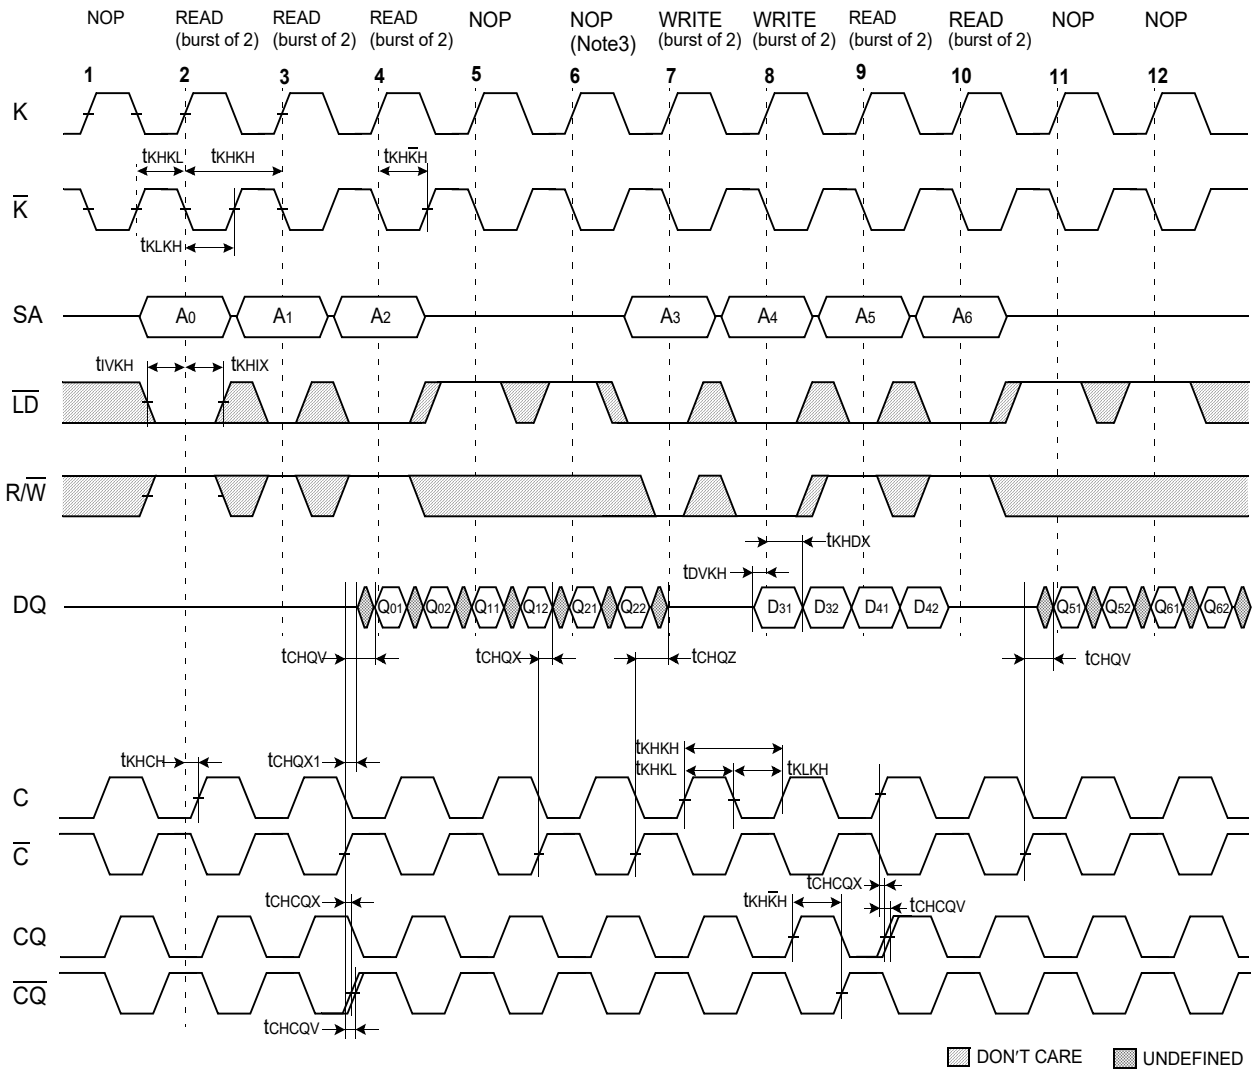 NOP READ READ READ NOP NOP WRITE WRITE READ READ NOP NOP
(burst of 2) (burst of 2) (burst of 2) (Note3) (burst of 2) (burst of 2) (burst of 2) (burst of 2)
1 2 3 4 5 6 7 8 9 10 11 12
K
tKHKL tKHKH tKHK̅H
K̅
tKLKH
SA A0 A1 A2 A3 A4 A5 A6
tIVKH tKHIX
L̅D̅
R/W̅
tKHDX
tDVKH
DQ Q01 Q02 Q11 Q12 Q21 Q22 D31 D32 D41 D42 Q51 Q52 Q61 Q62
tCHQV tCHQX tCHQZ tCHQV
tKHKH
tKHCH tCHQX1 tKHKL tKLKH
C
C̅
tCHCQX tKHK̅H tCHCQX
tCHCQV
CQ
C̅Q̅
tCHCQV
DON'T CARE UNDEFINED